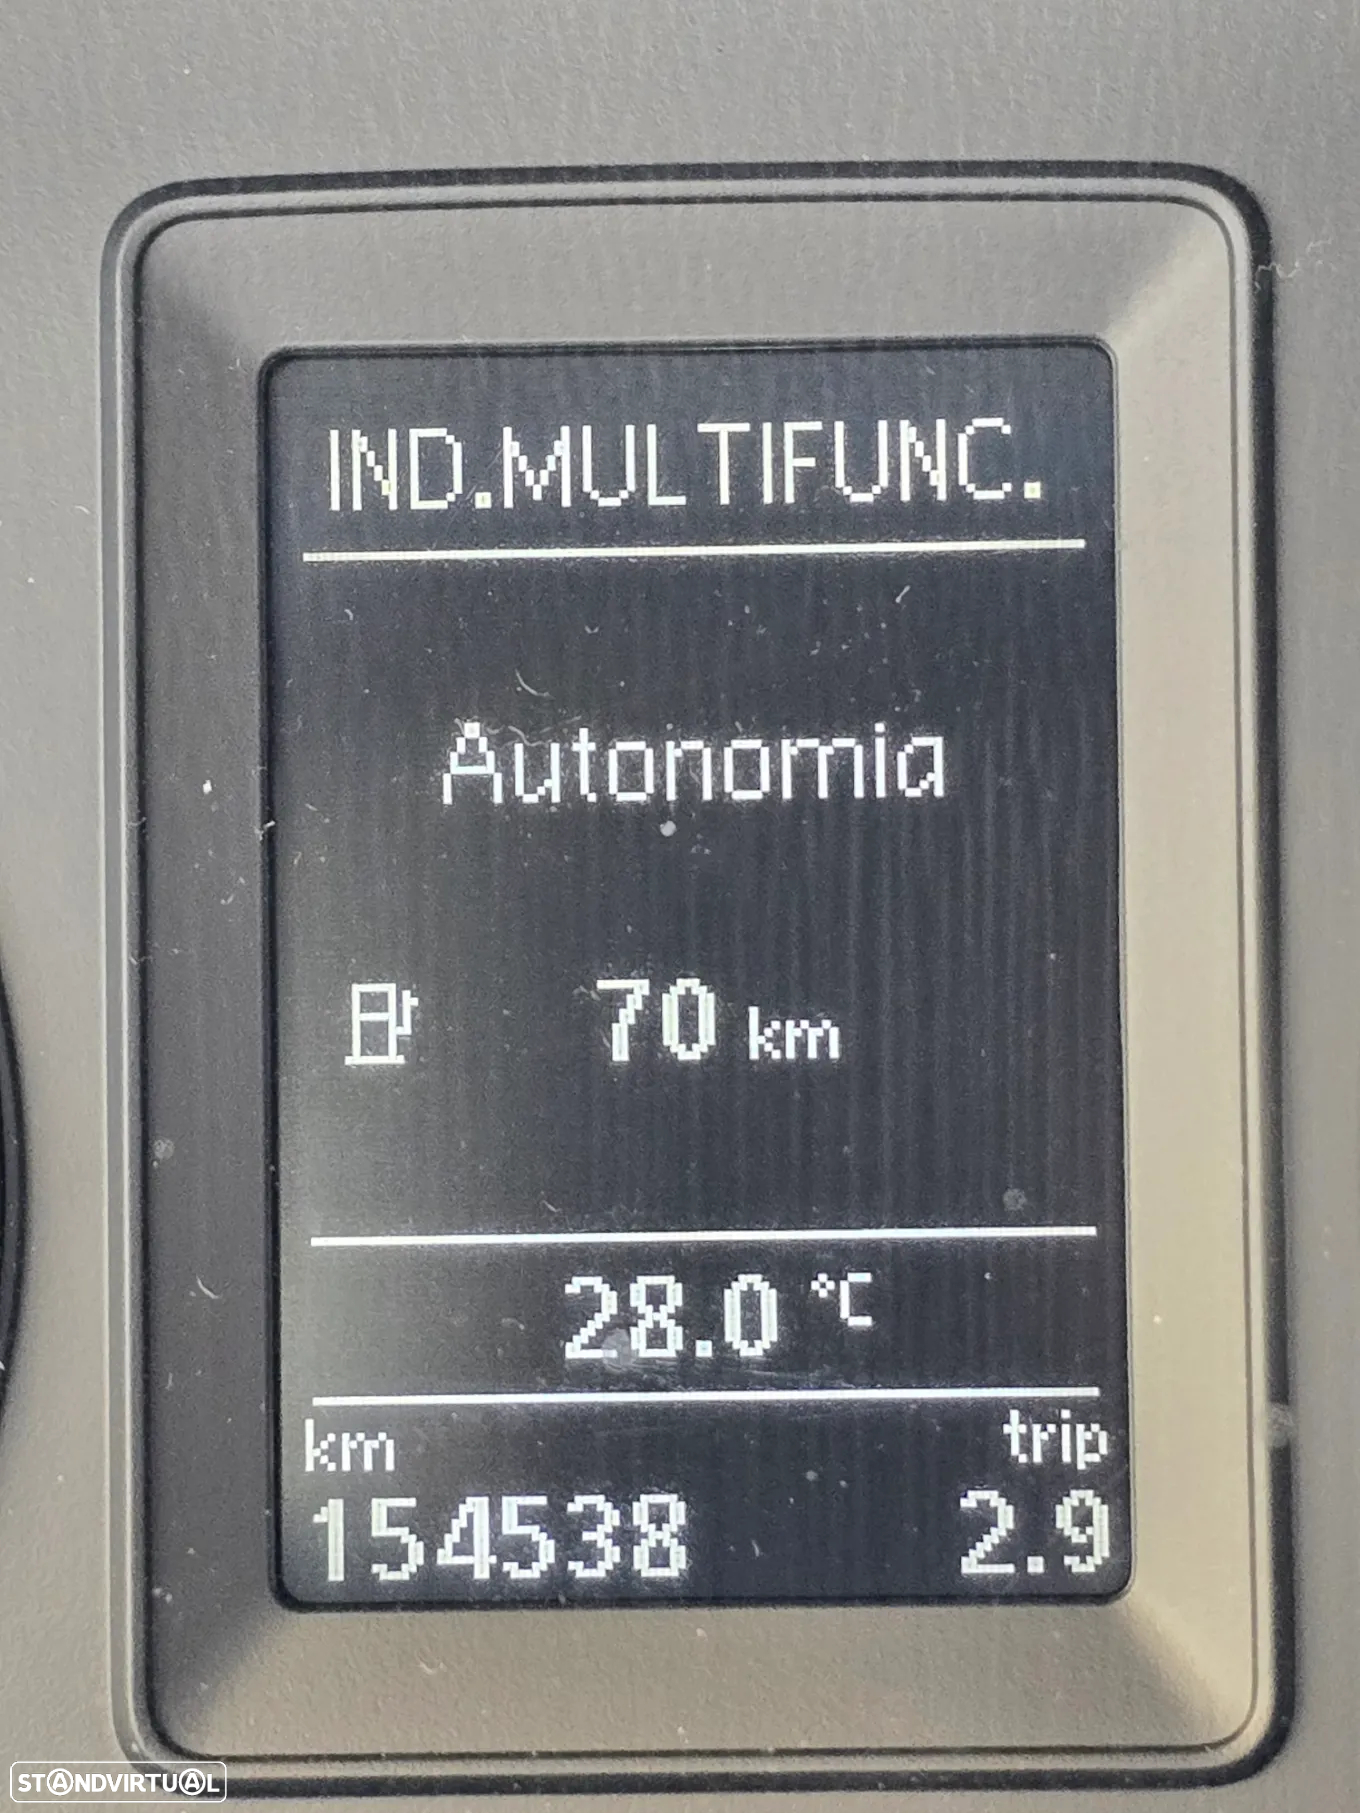 IND.MULTIFUNC.
Autonomia
70 km
28.0 °C
km trip
154538 2.9
STANDVIRTUAL